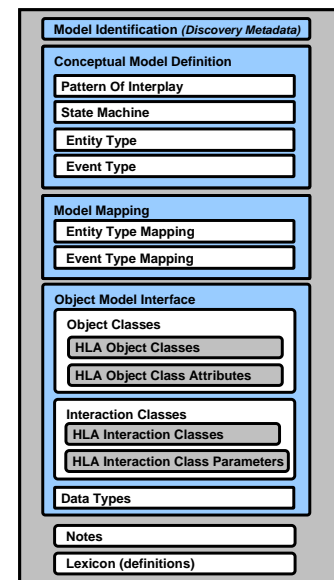 Model Identification (Discovery Metadata)
Conceptual Model Definition
Pattern Of Interplay
State Machine
Entity Type
Event Type
Model Mapping
Entity Type Mapping
Event Type Mapping
Object Model Interface
Object Classes
HLA Object Classes
HLA Object Class Attributes
Interaction Classes
HLA Interaction Classes
HLA Interaction Class Parameters
Data Types
Notes
Lexicon (definitions)